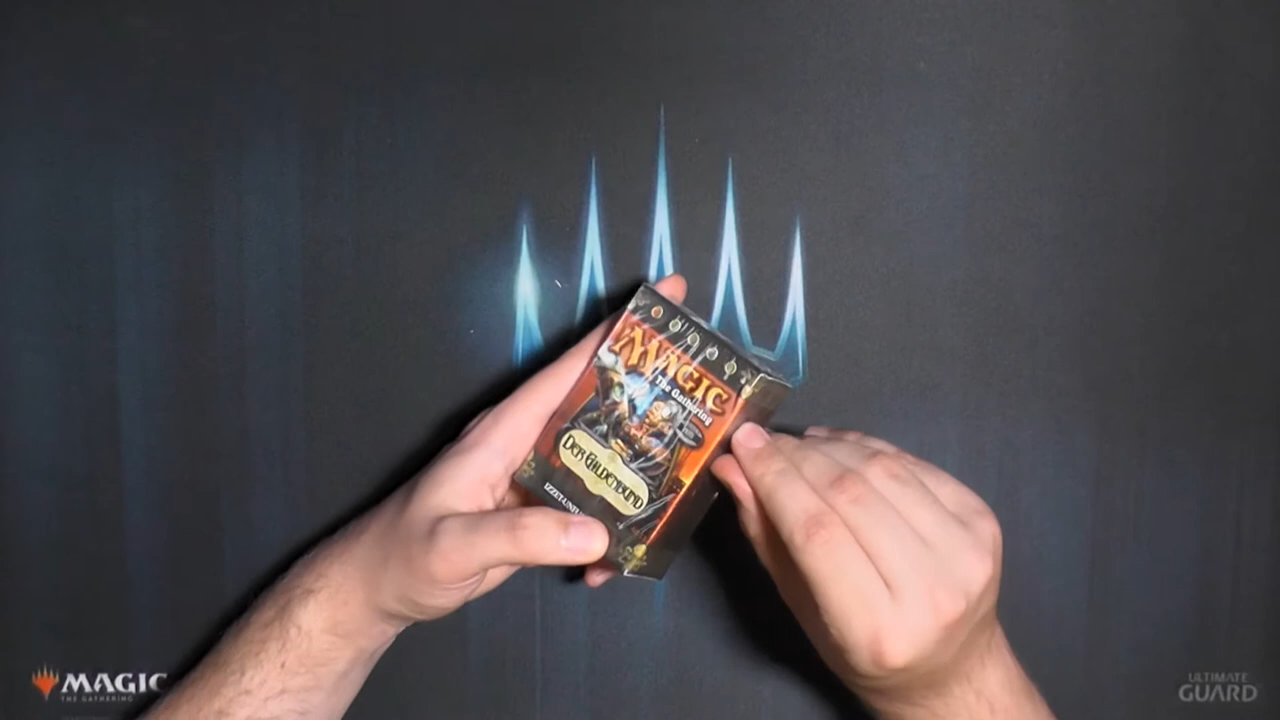 MAGIC
The Gathering
DER GILDENBUND
MAGIC
THE GATHERING
ULTIMATE
GUARD